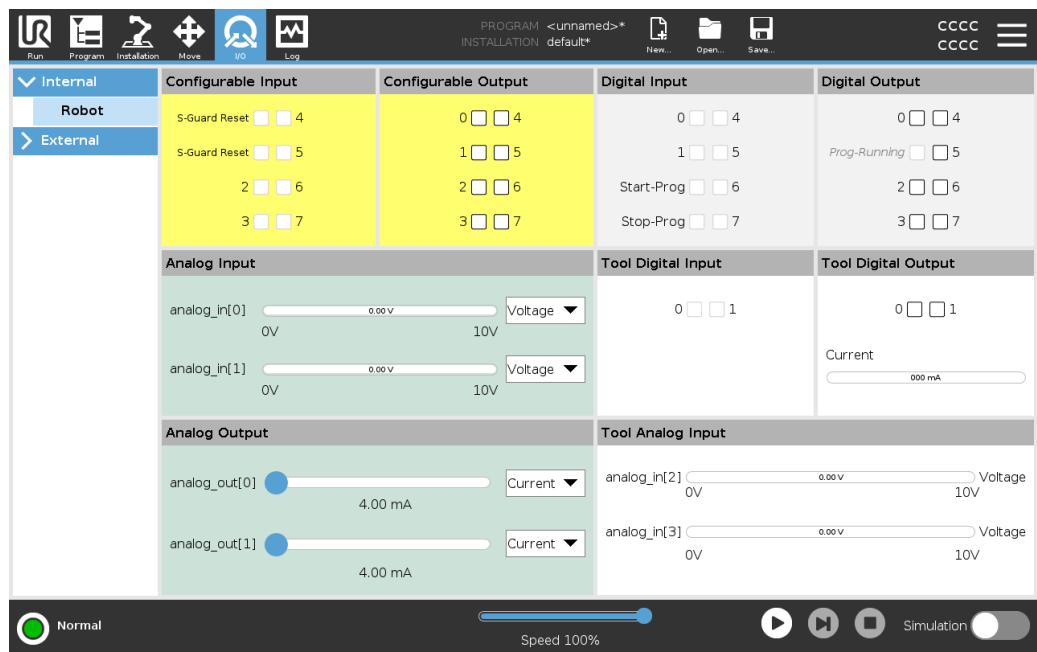 PROGRAM <unnamed>*
INSTALLATION default*
UR
Run
Program
Installation
Move
I/O
Log
New...
Open...
Save...
CCCC
CCCC
Internal
Robot
External
Configurable Input
S-Guard Reset 4
S-Guard Reset 5
2 6
3 7
Configurable Output
0 4
1 5
2 6
3 7
Digital Input
0 4
1 5
Start-Prog 6
Stop-Prog 7
Digital Output
0 4
Prog-Running 5
2 6
3 7
Analog Input
analog_in[0] 0.00 V Voltage
0V 10V
analog_in[1] 0.00 V Voltage
0V 10V
Tool Digital Input
0 1
Tool Digital Output
0 1
Current
000 mA
Analog Output
analog_out[0] Current
4.00 mA
analog_out[1] Current
4.00 mA
Tool Analog Input
analog_in[2] 0.00 V Voltage
0V 10V
analog_in[3] 0.00 V Voltage
0V 10V
Normal
Speed 100%
Simulation